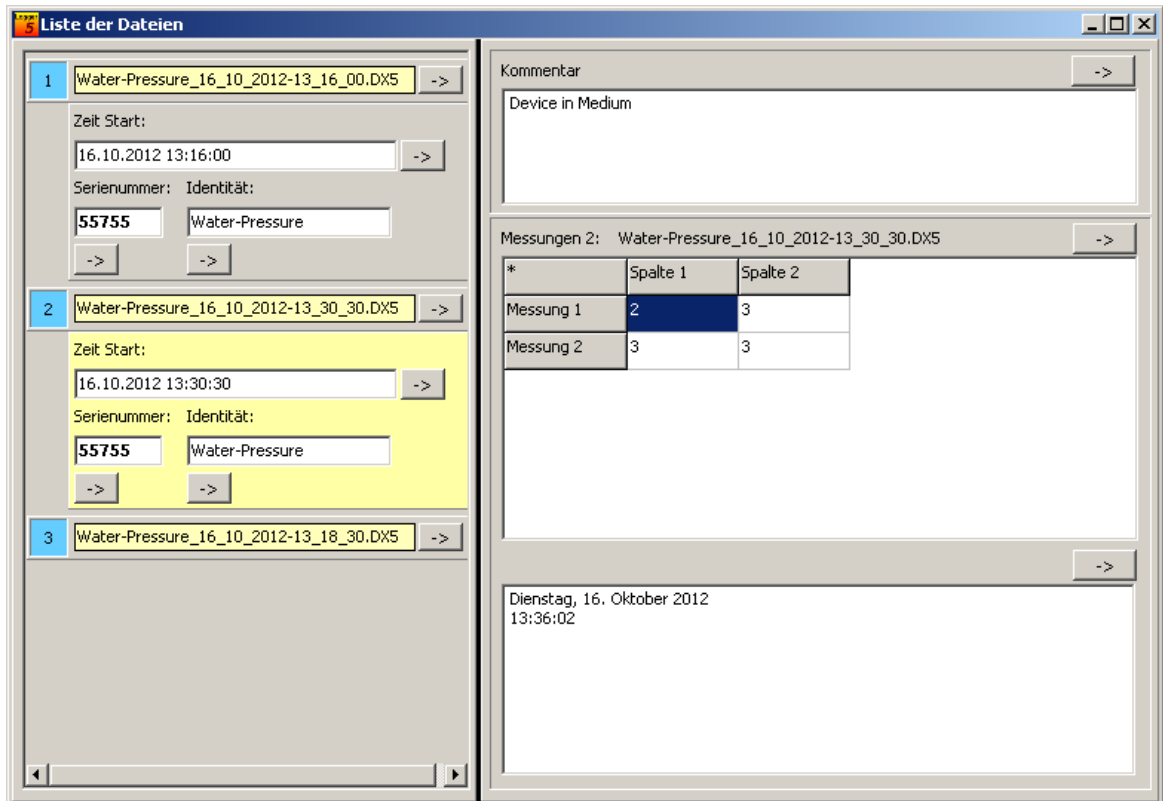 Logger 5 Liste der Dateien
1 Water-Pressure_16_10_2012-13_16_00.DX5 ->
Zeit Start:
16.10.2012 13:16:00 ->
Serienummer: Identität:
55755 Water-Pressure
-> ->
2 Water-Pressure_16_10_2012-13_30_30.DX5 ->
Zeit Start:
16.10.2012 13:30:30 ->
Serienummer: Identität:
55755 Water-Pressure
-> ->
3 Water-Pressure_16_10_2012-13_18_30.DX5 ->
Kommentar ->
Device in Medium
Messungen 2: Water-Pressure_16_10_2012-13_30_30.DX5 ->
* Spalte 1 Spalte 2
Messung 1 2 3
Messung 2 3 3
->
Dienstag, 16. Oktober 2012
13:36:02